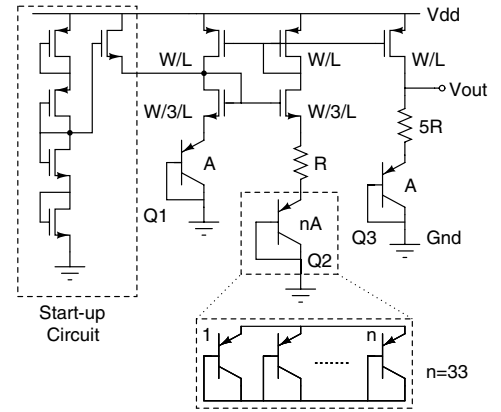 Vdd
W/L
W/L
W/L
Vout
W/3/L
W/3/L
5R
A
R
A
Q1
nA
Q3
Gnd
Q2
Start-up
Circuit
1
n
n=33